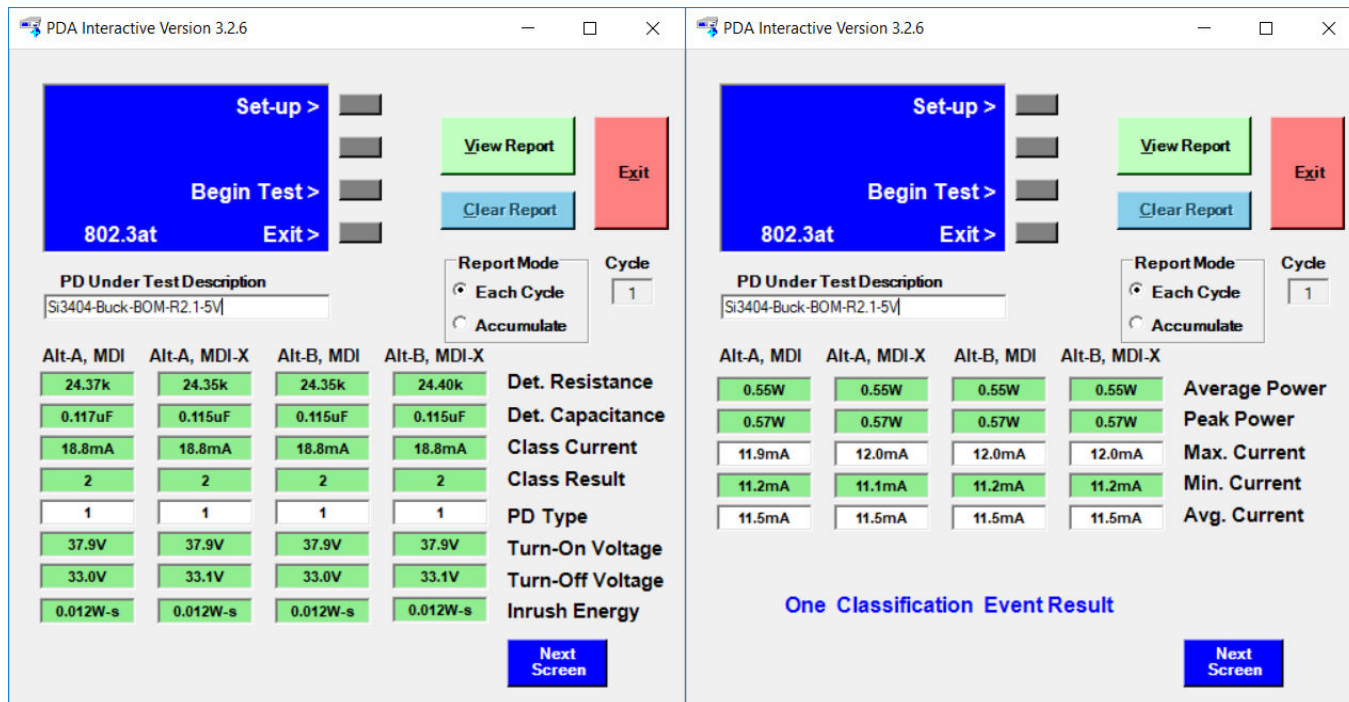 PDA Interactive Version 3.2.6
Set-up >
Begin Test >
802.3at Exit >
View Report
Clear Report
Exit
PD Under Test Description
Si3404-Buck-BOM-R2.1-5V
Report Mode
Each Cycle
Accumulate
Cycle
1
Alt-A, MDI Alt-A, MDI-X Alt-B, MDI Alt-B, MDI-X
24.37k 24.35k 24.35k 24.40k Det. Resistance
0.117uF 0.115uF 0.115uF 0.115uF Det. Capacitance
18.8mA 18.8mA 18.8mA 18.8mA Class Current
2 2 2 2 Class Result
1 1 1 1 PD Type
37.9V 37.9V 37.9V 37.9V Turn-On Voltage
33.0V 33.1V 33.0V 33.1V Turn-Off Voltage
0.012W-s 0.012W-s 0.012W-s 0.012W-s Inrush Energy
Next
Screen
PDA Interactive Version 3.2.6
Set-up >
Begin Test >
802.3at Exit >
View Report
Clear Report
Exit
PD Under Test Description
Si3404-Buck-BOM-R2.1-5V
Report Mode
Each Cycle
Accumulate
Cycle
1
Alt-A, MDI Alt-A, MDI-X Alt-B, MDI Alt-B, MDI-X
0.55W 0.55W 0.55W 0.55W Average Power
0.57W 0.57W 0.57W 0.57W Peak Power
11.9mA 12.0mA 12.0mA 12.0mA Max. Current
11.2mA 11.1mA 11.2mA 11.2mA Min. Current
11.5mA 11.5mA 11.5mA 11.5mA Avg. Current
One Classification Event Result
Next
Screen